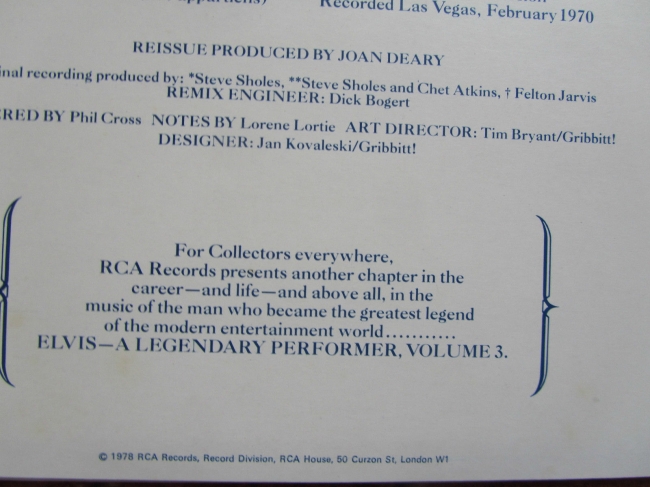 Recorded Las Vegas, February 1970
REISSUE PRODUCED BY JOAN DEARY
nal recording produced by: *Steve Sholes, **Steve Sholes and Chet Atkins, † Felton Jarvis
REMIX ENGINEER: Dick Bogert
ERED BY Phil Cross NOTES BY Lorene Lortie ART DIRECTOR: Tim Bryant/Gribbitt!
DESIGNER: Jan Kovaleski/Gribbitt!
For Collectors everywhere,
RCA Records presents another chapter in the
career—and life—and above all, in the
music of the man who became the greatest legend
of the modern entertainment world...........
ELVIS—A LEGENDARY PERFORMER, VOLUME 3.
© 1978 RCA Records, Record Division, RCA House, 50 Curzon St, London W1